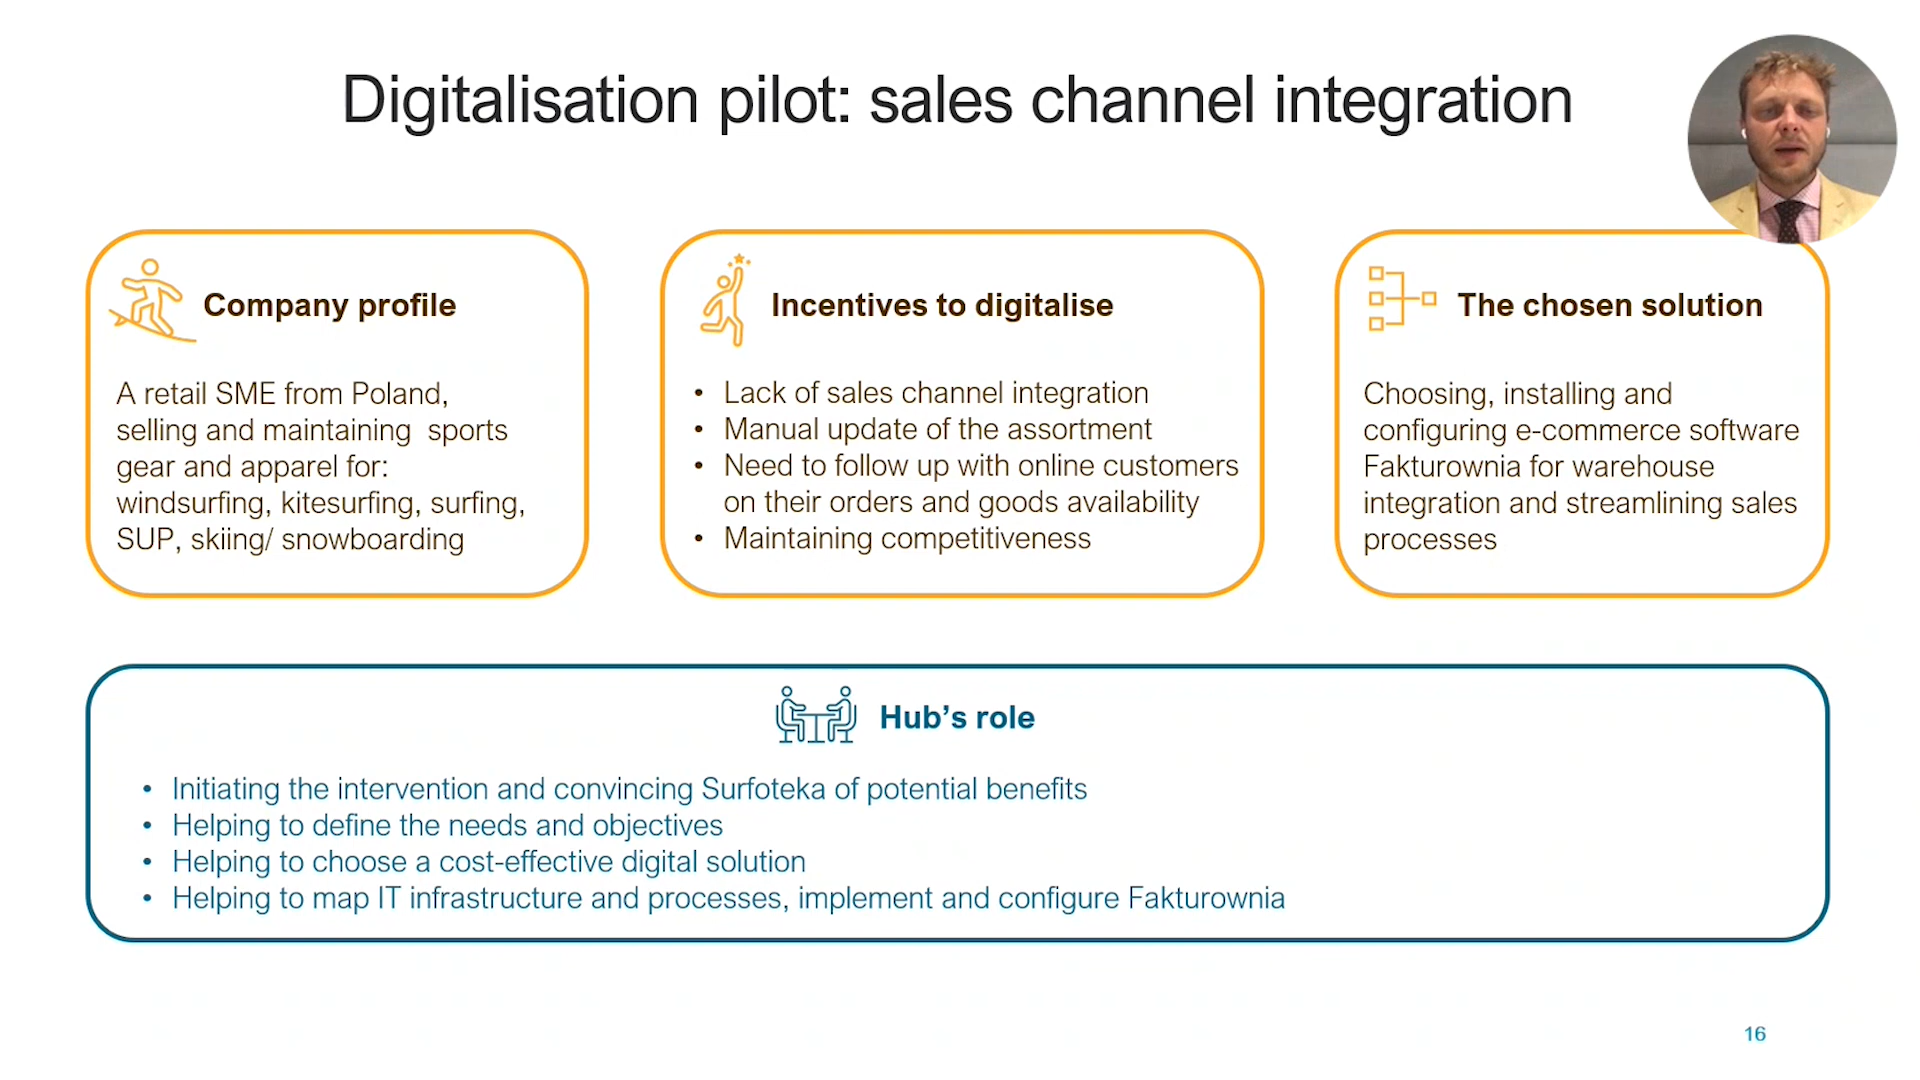 Digitalisation pilot: sales channel integration
Company profile
A retail SME from Poland,
selling and maintaining sports
gear and apparel for:
windsurfing, kitesurfing, surfing,
SUP, skiing/ snowboarding
Incentives to digitalise
• Lack of sales channel integration
• Manual update of the assortment
• Need to follow up with online customers
on their orders and goods availability
• Maintaining competitiveness
The chosen solution
Choosing, installing and
configuring e-commerce software
Fakturownia for warehouse
integration and streamlining sales
processes
Hub’s role
• Initiating the intervention and convincing Surfoteka of potential benefits
• Helping to define the needs and objectives
• Helping to choose a cost-effective digital solution
• Helping to map IT infrastructure and processes, implement and configure Fakturownia
16